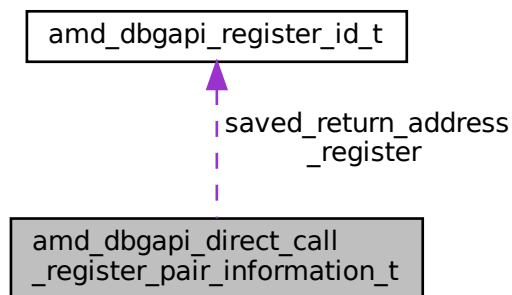 amd_dbgapi_register_id_t
saved_return_address
_register
amd_dbgapi_direct_call
_register_pair_information_t